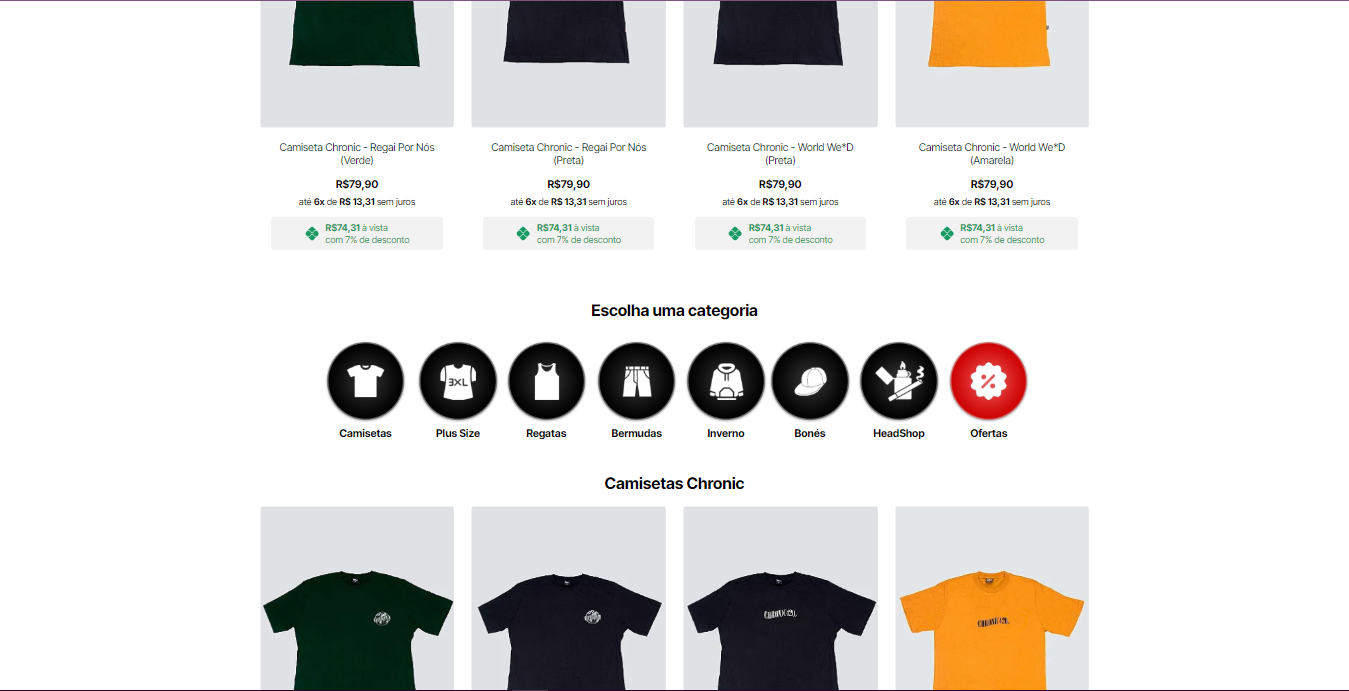 Camiseta Chronic - Regai Por Nós
(Verde)
R$79,90
até 6x de R$ 13,31 sem juros
R$74,31 à vista
com 7% de desconto
Camiseta Chronic - Regai Por Nós
(Preta)
R$79,90
até 6x de R$ 13,31 sem juros
R$74,31 à vista
com 7% de desconto
Camiseta Chronic - World We*D
(Preta)
R$79,90
até 6x de R$ 13,31 sem juros
R$74,31 à vista
com 7% de desconto
Camiseta Chronic - World We*D
(Amarela)
R$79,90
até 6x de R$ 13,31 sem juros
R$74,31 à vista
com 7% de desconto
Escolha uma categoria
3XL
%
Camisetas
Plus Size
Regatas
Bermudas
Inverno
Bonés
HeadShop
Ofertas
Camisetas Chronic